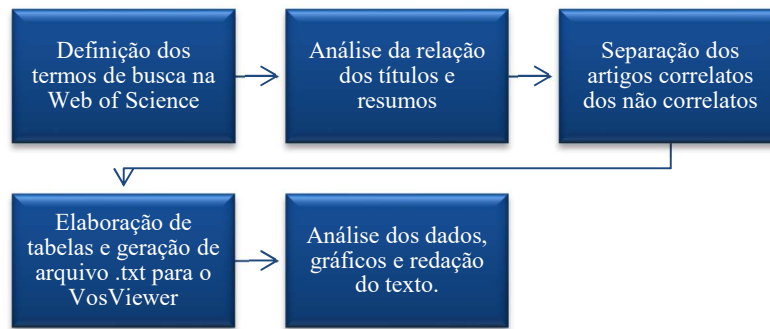 Definição dos
termos de busca na
Web of Science
Análise da relação
dos títulos e
resumos
Separação dos
artigos correlatos
dos não correlatos
Elaboração de
tabelas e geração de
arquivo .txt para o
VosViewer
Análise dos dados,
gráficos e redação
do texto.